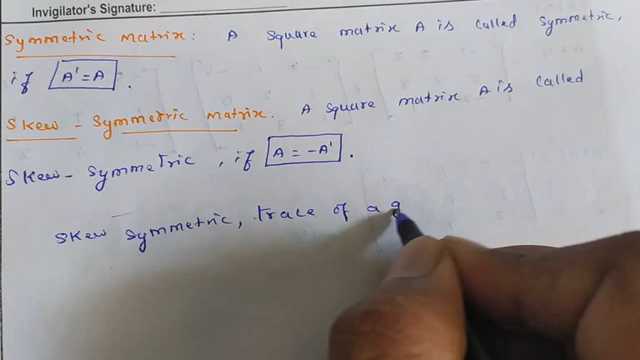 Invigilator's Signature:
Symmetric Matrix: A Square matrix A is called Symmetric,
if A' = A.
Skew-Symmetric Matrix: A Square matrix A is called
Skew-Symmetric, if A = -A'.
Skew Symmetric, trace of a